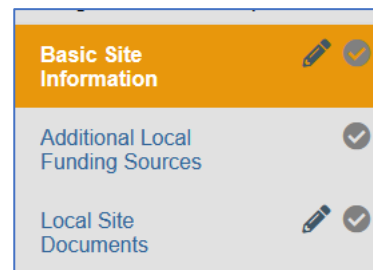 Basic Site
Information
Additional Local
Funding Sources
Local Site
Documents